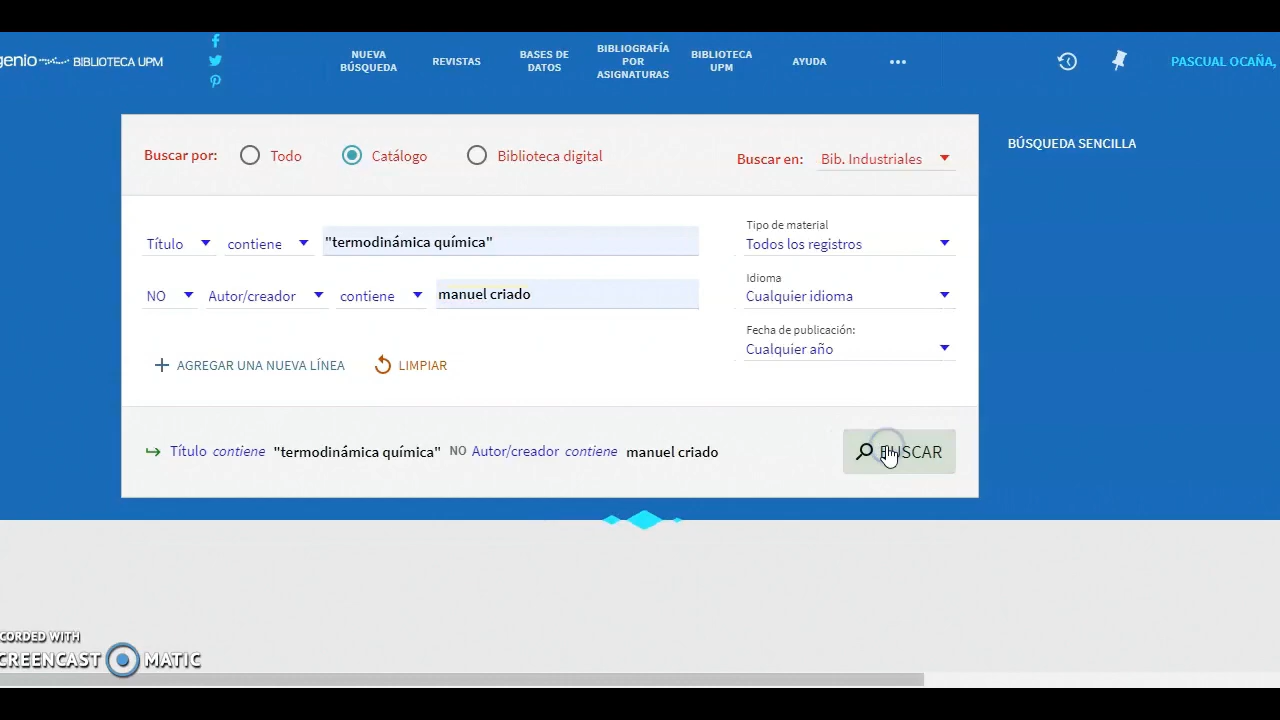 genio BIBLIOTECA UPM
NUEVA BÚSQUEDA
REVISTAS
BASES DE DATOS
BIBLIOGRAFÍA POR ASIGNATURAS
BIBLIOTECA UPM
AYUDA
PASCUAL OCAÑA,
Buscar por: Todo Catálogo Biblioteca digital
Buscar en: Bib. Industriales
BÚSQUEDA SENCILLA
Título contiene "termodinámica química"
NO Autor/creador contiene manuel criado
Tipo de material
Todos los registros
Idioma
Cualquier idioma
Fecha de publicación:
Cualquier año
AGREGAR UNA NUEVA LÍNEA LIMPIAR
Título contiene "termodinámica química" NO Autor/creador contiene manuel criado
BUSCAR
CORDED WITH
CREENCAST MATIC